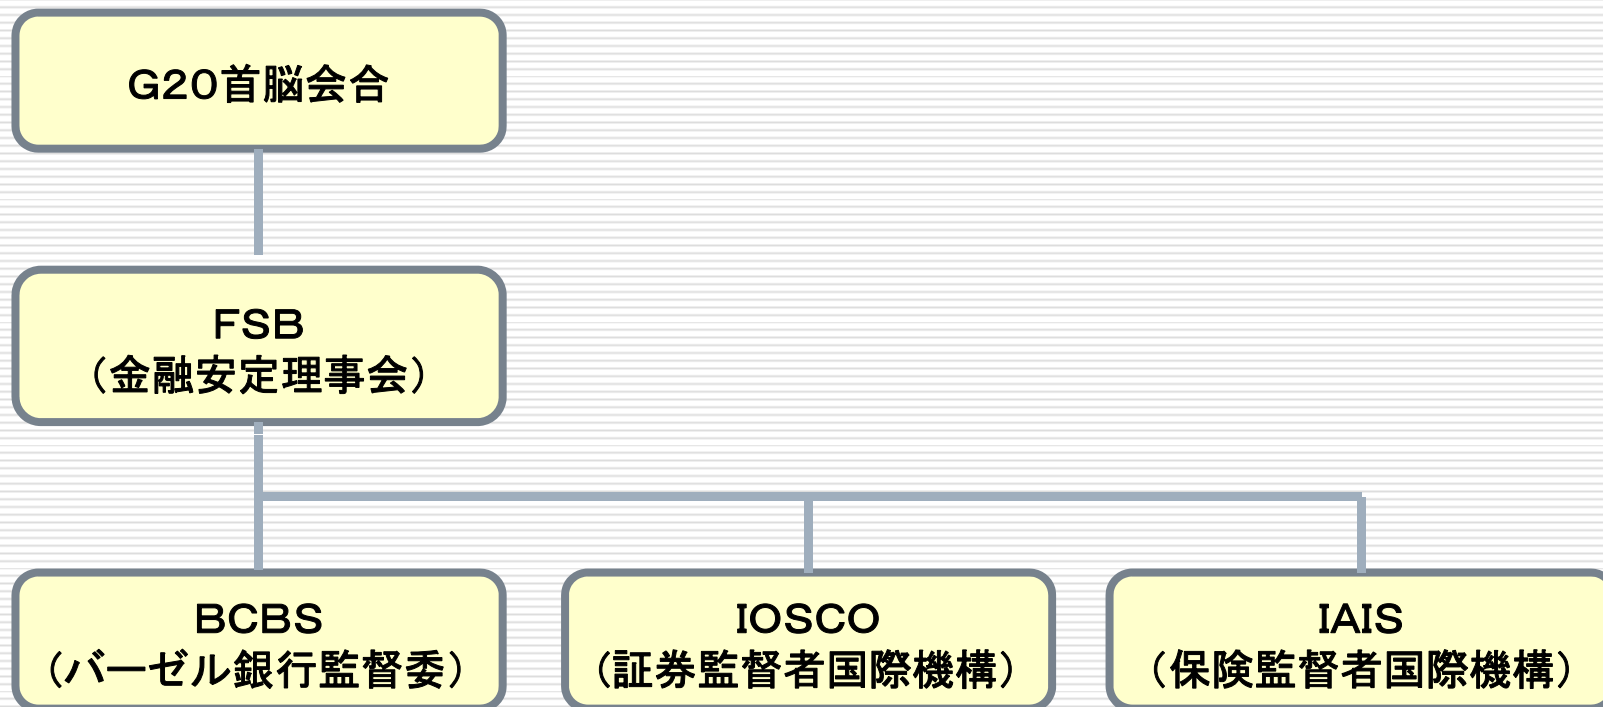 G20首脳会合
FSB
（金融安定理事会）
BCBS
（バーゼル銀行監督委）
IOSCO
（証券監督者国際機構）
IAIS
（保険監督者国際機構）